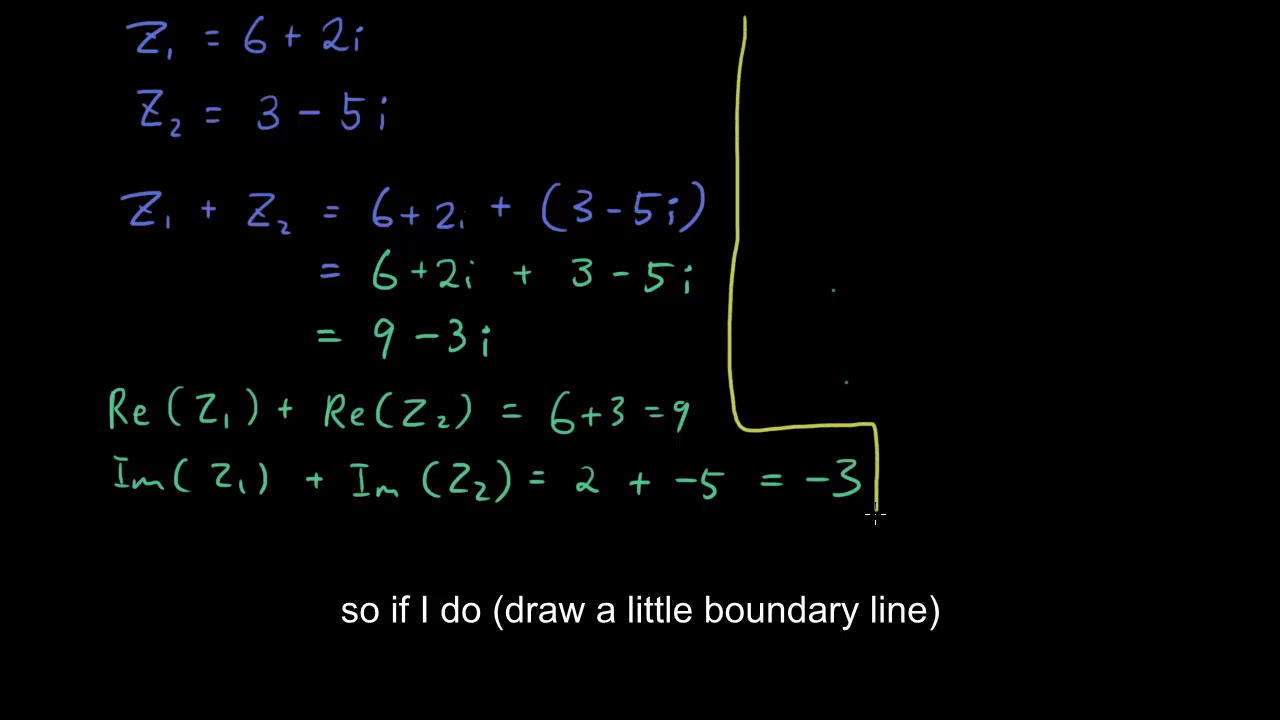 Z₁ = 6 + 2i
Z₂ = 3 - 5i
Z₁ + Z₂ = 6+2i + (3-5i)
= 6+2i + 3-5i
= 9-3i
Re(Z₁) + Re(Z₂) = 6+3 = 9
Im(Z₁) + Im(Z₂) = 2 + -5 = -3
so if I do (draw a little boundary line)